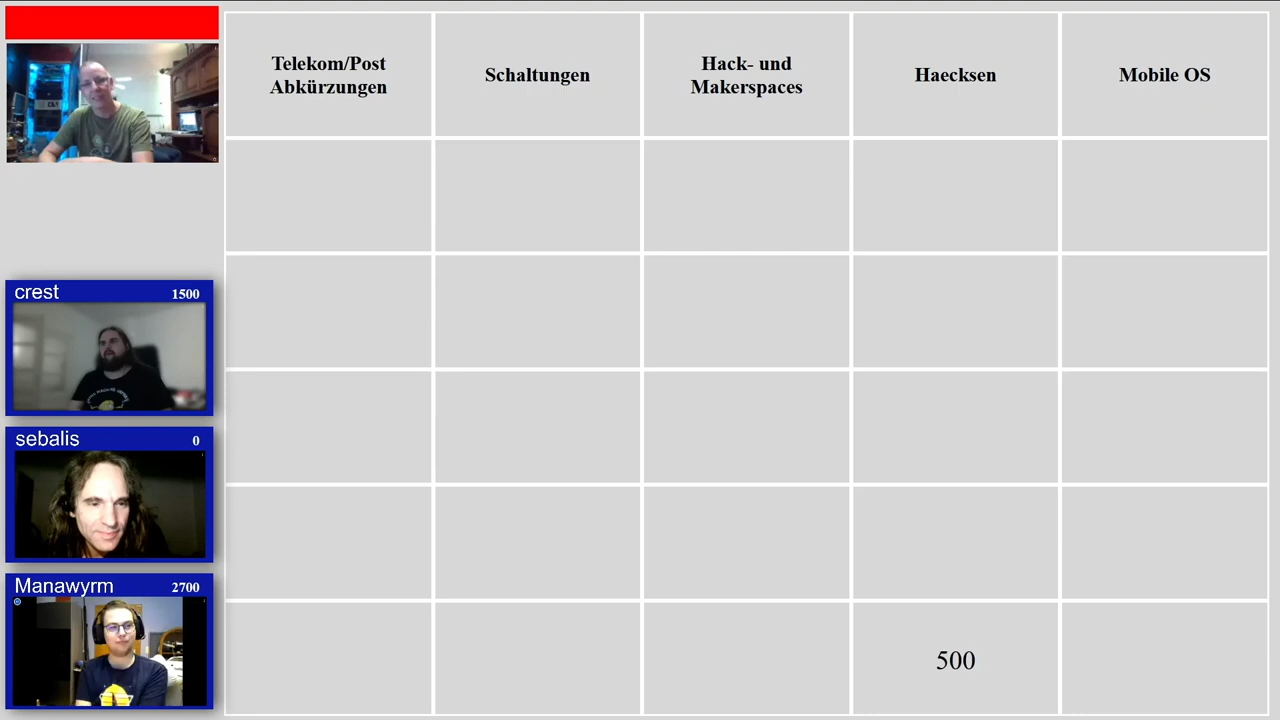 Telekom/Post
Abkürzungen
Schaltungen
Hack- und
Makerspaces
Haecksen
Mobile OS
crest 1500
sebalis 0
Manawyrm 2700
500